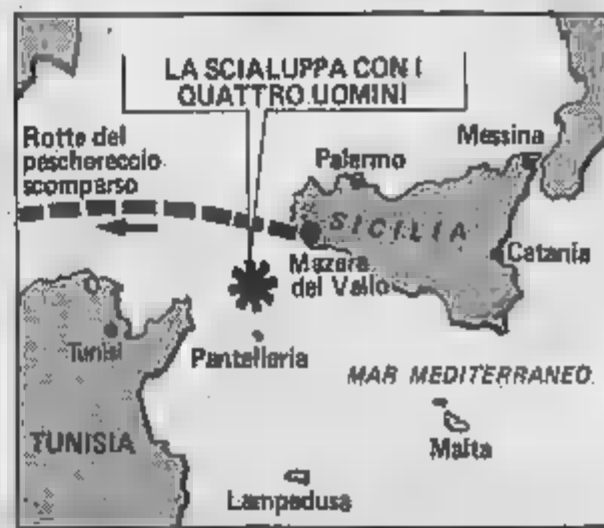 LA SCIALUPPA CON I
QUATTRO UOMINI
Rotte del
peschereccio
scomparso
Messina
Palermo
SICILIA
Mazara
del Vallo
Catania
Tunisi
Pantelleria
MAR MEDITERRANEO
TUNISIA
Malta
Lampedusa